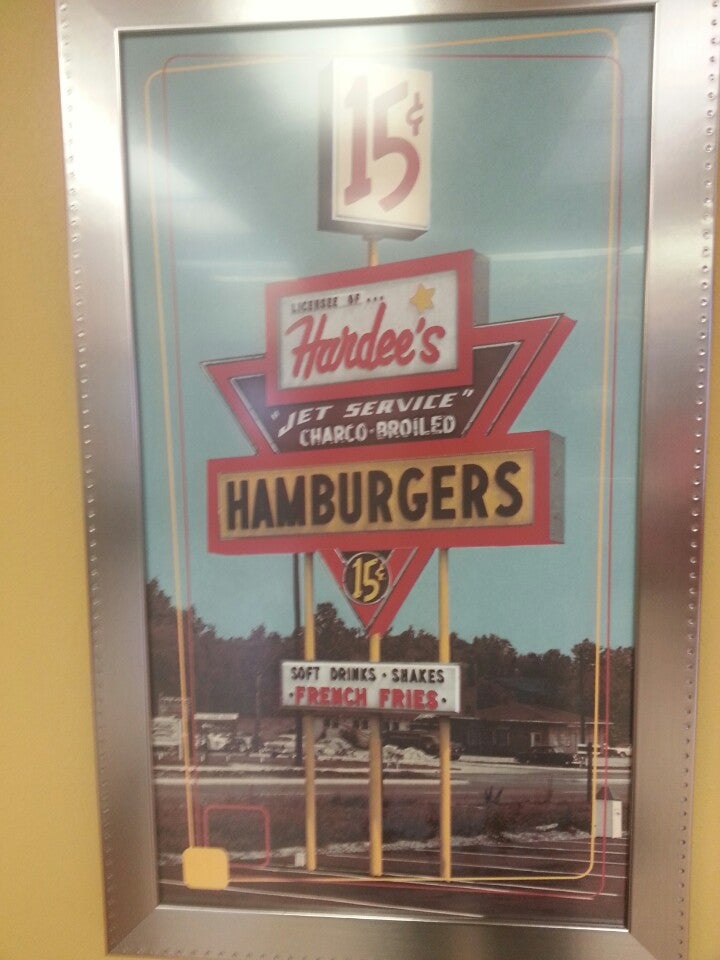 15¢
LICENSEE OF...
Hardee's
"JET SERVICE"
CHARCO-BROILED
HAMBURGERS
15¢
SOFT DRINKS · SHAKES
·FRENCH FRIES·